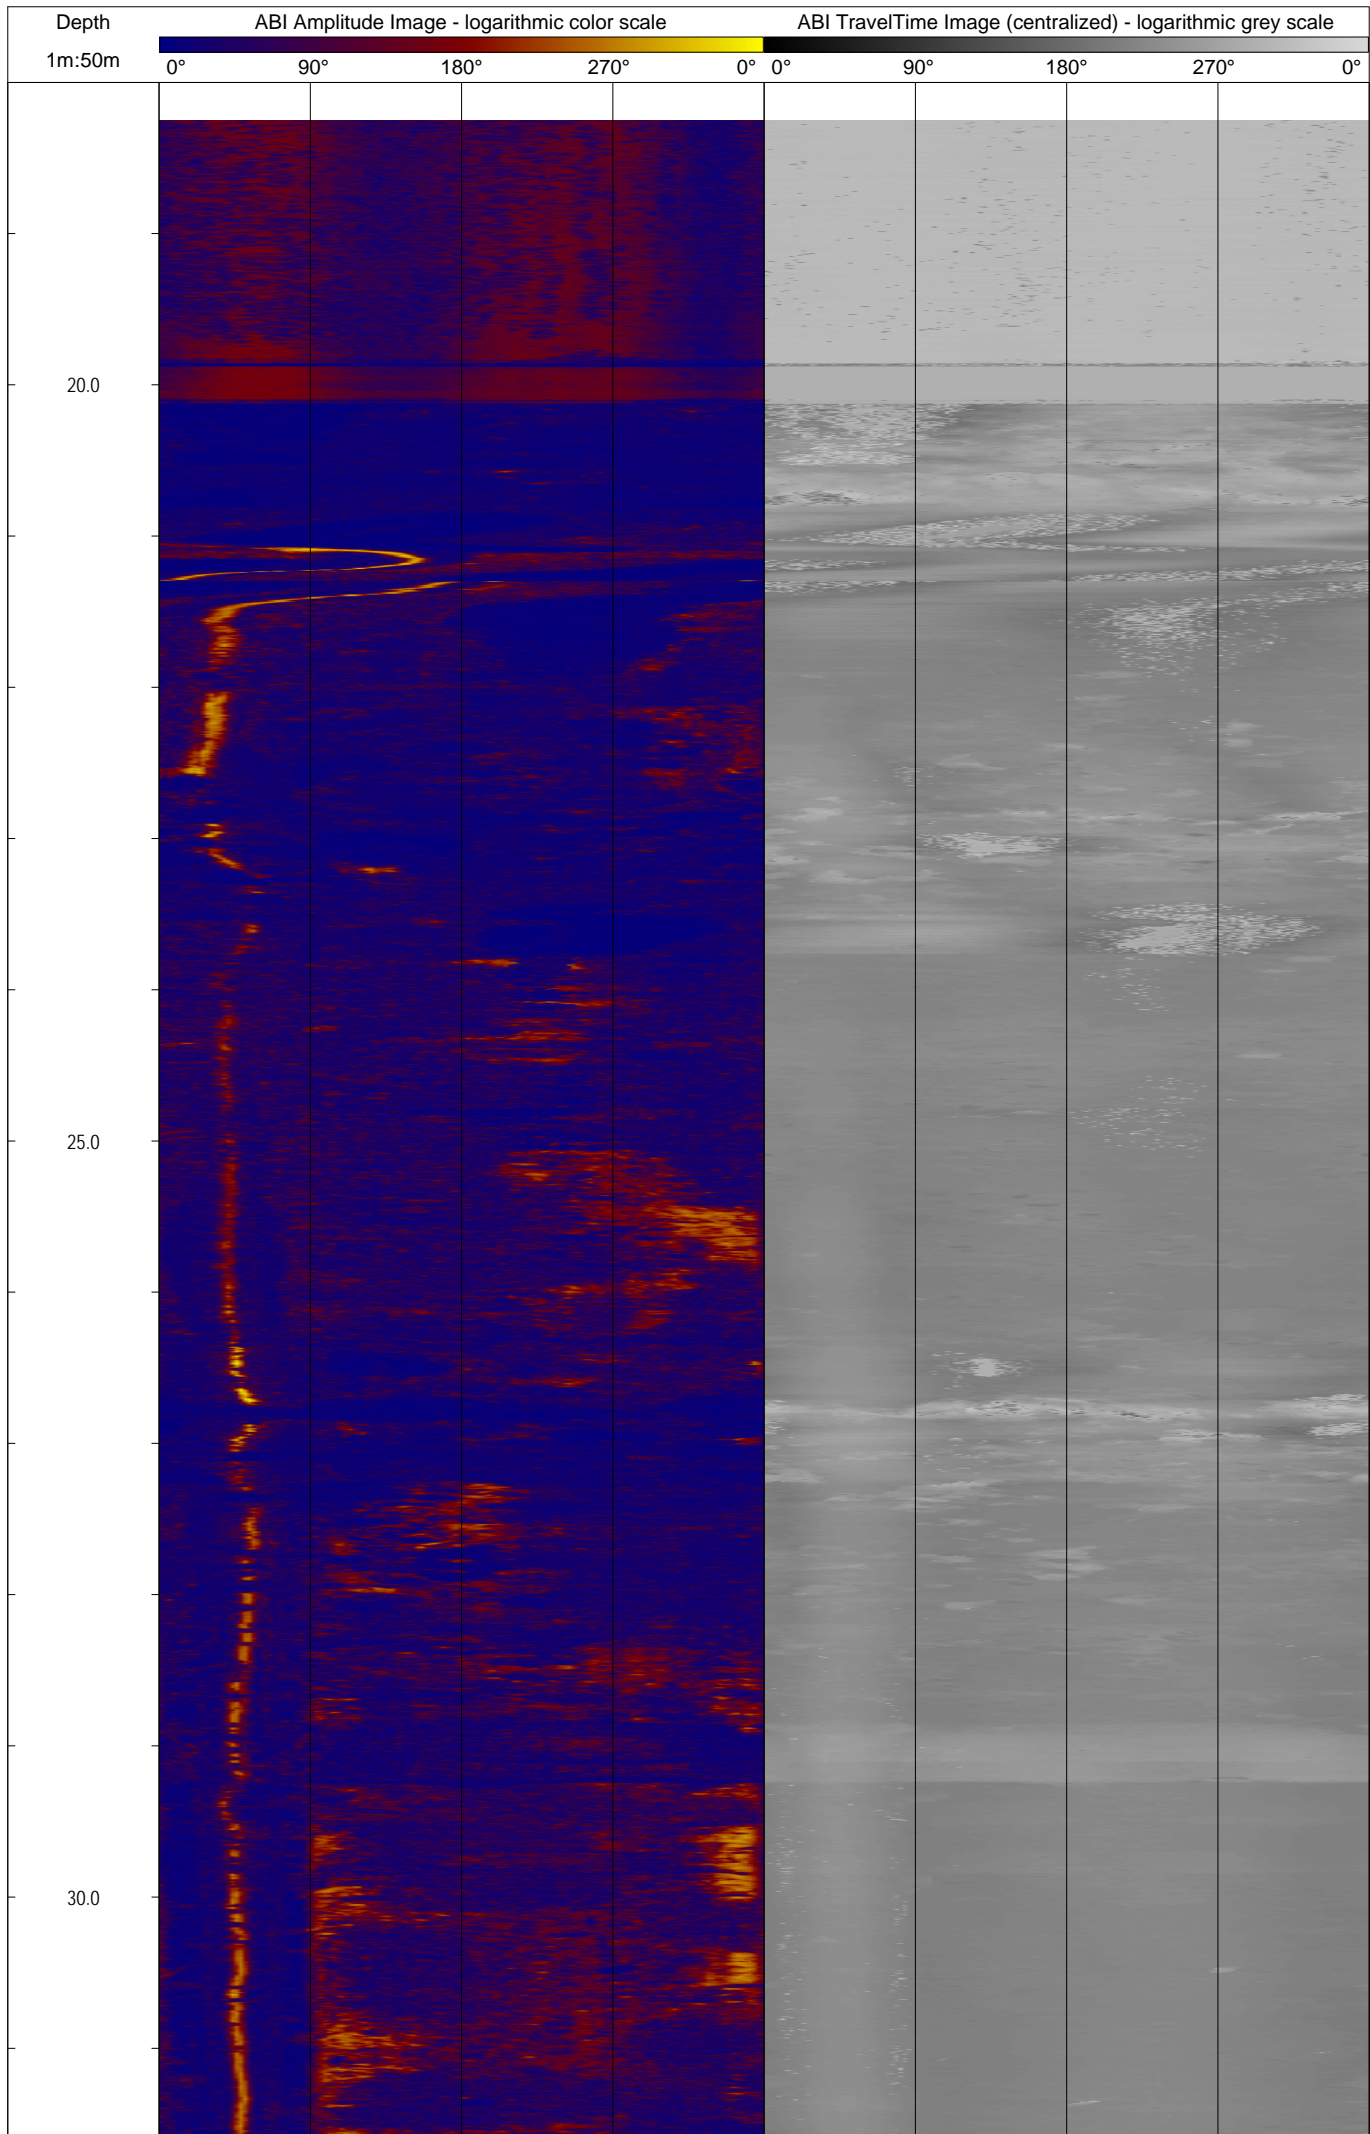 Depth
1m:50m
ABI Amplitude Image - logarithmic color scale
0° 90° 180° 270° 0°
ABI TravelTime Image (centralized) - logarithmic grey scale
0° 90° 180° 270° 0°
20.0
25.0
30.0